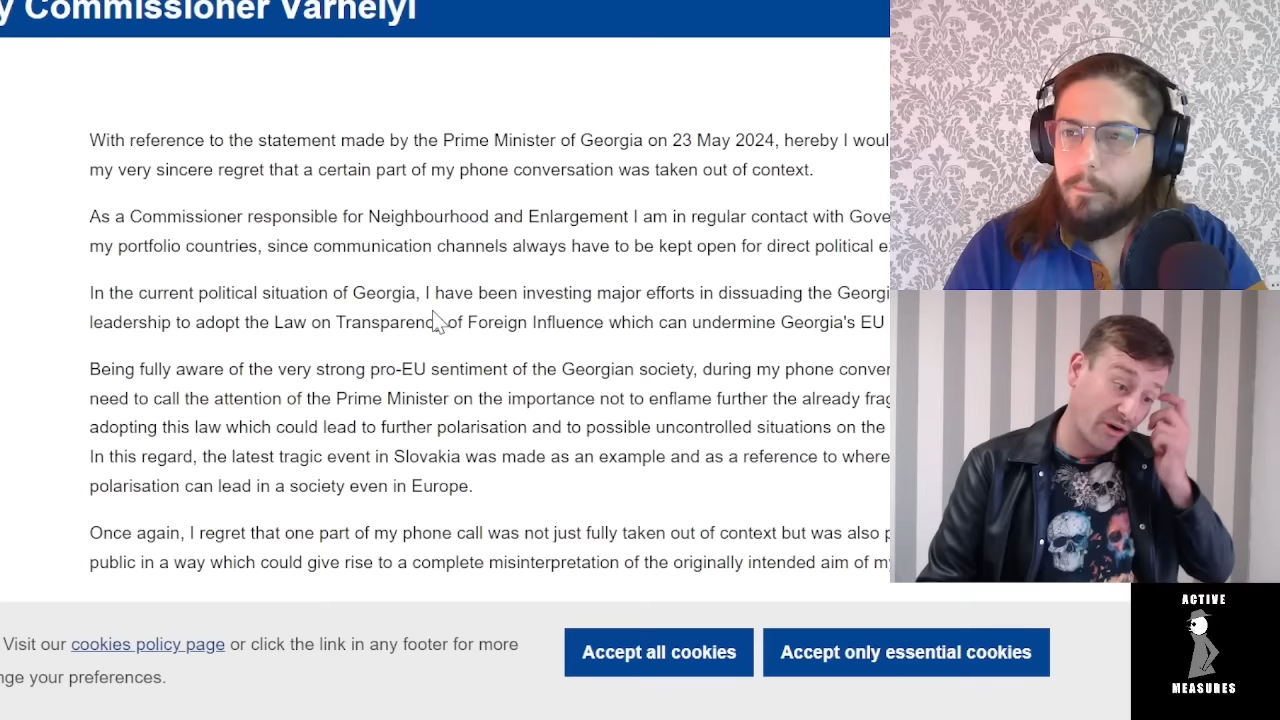 y Commissioner Várhelyi
With reference to the statement made by the Prime Minister of Georgia on 23 May 2024, hereby I woul
my very sincere regret that a certain part of my phone conversation was taken out of context.
As a Commissioner responsible for Neighbourhood and Enlargement I am in regular contact with Gove
my portfolio countries, since communication channels always have to be kept open for direct political e
In the current political situation of Georgia, I have been investing major efforts in dissuading the Georgi
leadership to adopt the Law on Transparency of Foreign Influence which can undermine Georgia's EU
Being fully aware of the very strong pro-EU sentiment of the Georgian society, during my phone conver
need to call the attention of the Prime Minister on the importance not to enflame further the already frag
adopting this law which could lead to further polarisation and to possible uncontrolled situations on the
In this regard, the latest tragic event in Slovakia was made as an example and as a reference to where
polarisation can lead in a society even in Europe.
Once again, I regret that one part of my phone call was not just fully taken out of context but was also p
public in a way which could give rise to a complete misinterpretation of the originally intended aim of my
Visit our cookies policy page or click the link in any footer for more
nge your preferences.
Accept all cookies
Accept only essential cookies
ACTIVE
MEASURES